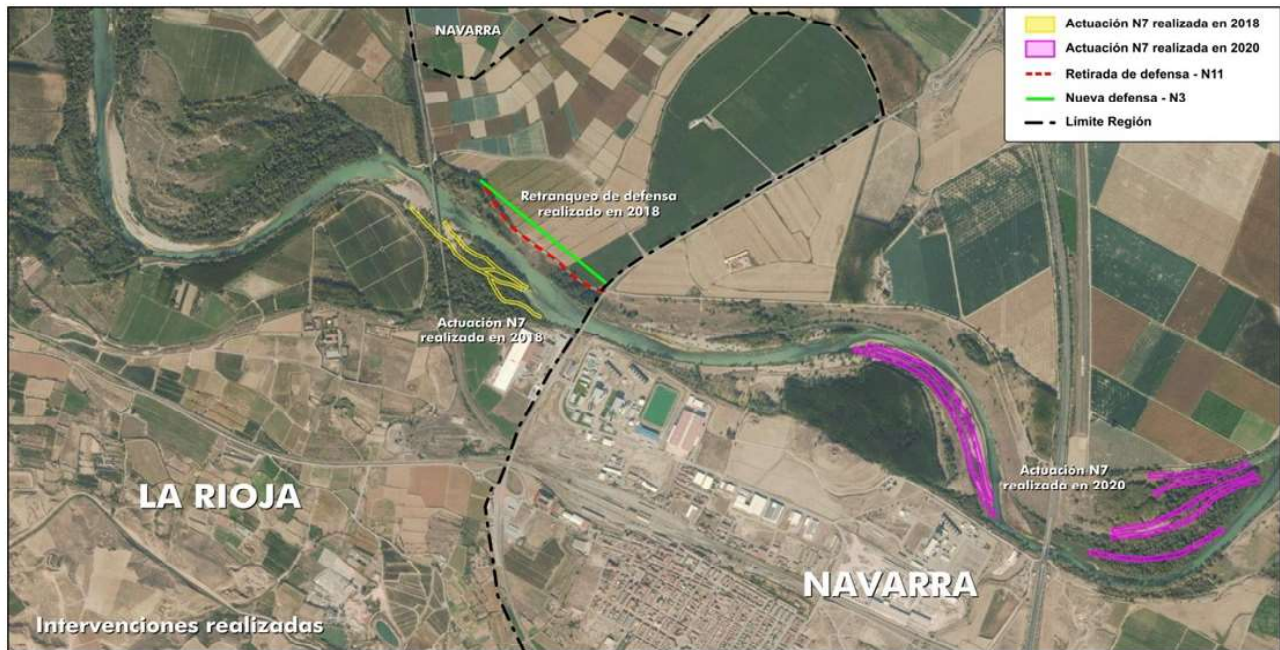 NAVARRA
Actuación N7 realizada en 2018
Actuación N7 realizada en 2020
Retirada de defensa - N11
Nueva defensa - N3
Límite Región
Retranqueo de defensa
realizado en 2018
Actuación N7
realizada en 2018
Actuación N7
realizada en 2020
LA RIOJA
NAVARRA
Intervenciones realizadas